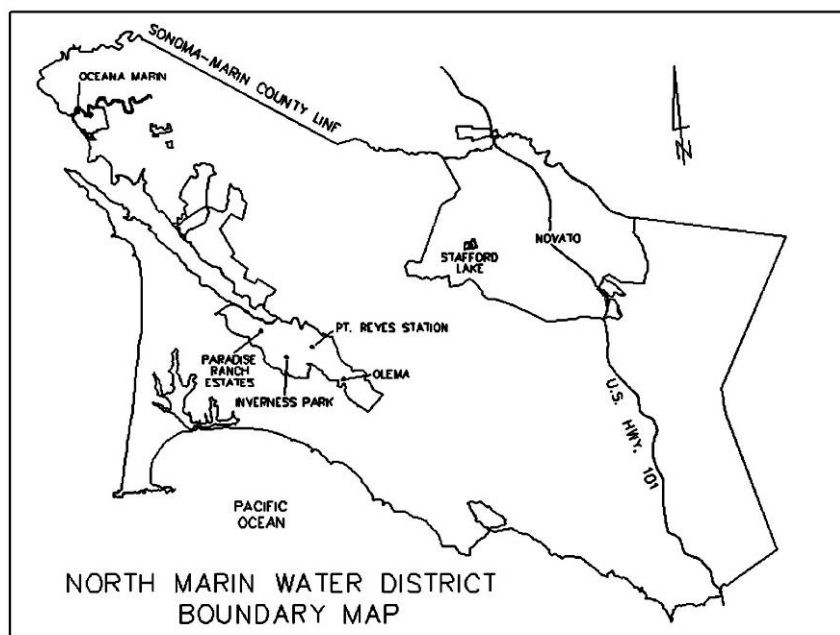 SONOMA-MARIN COUNTY LINE
OCEANA MARIN
N
NOVATO
STAFFORD
LAKE
PT. REYES STATION
PARADISE
RANCH
ESTATES
OLEMA
INVERNESS PARK
U.S. HWY. 101
PACIFIC
OCEAN
NORTH MARIN WATER DISTRICT
BOUNDARY MAP